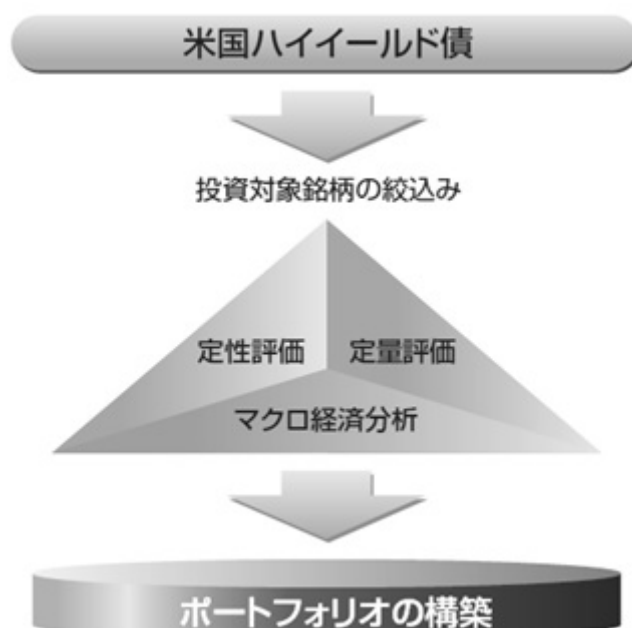 米国ハイイールド債
投資対象銘柄の絞込み
定性評価 定量評価
マクロ経済分析
ポートフォリオの構築